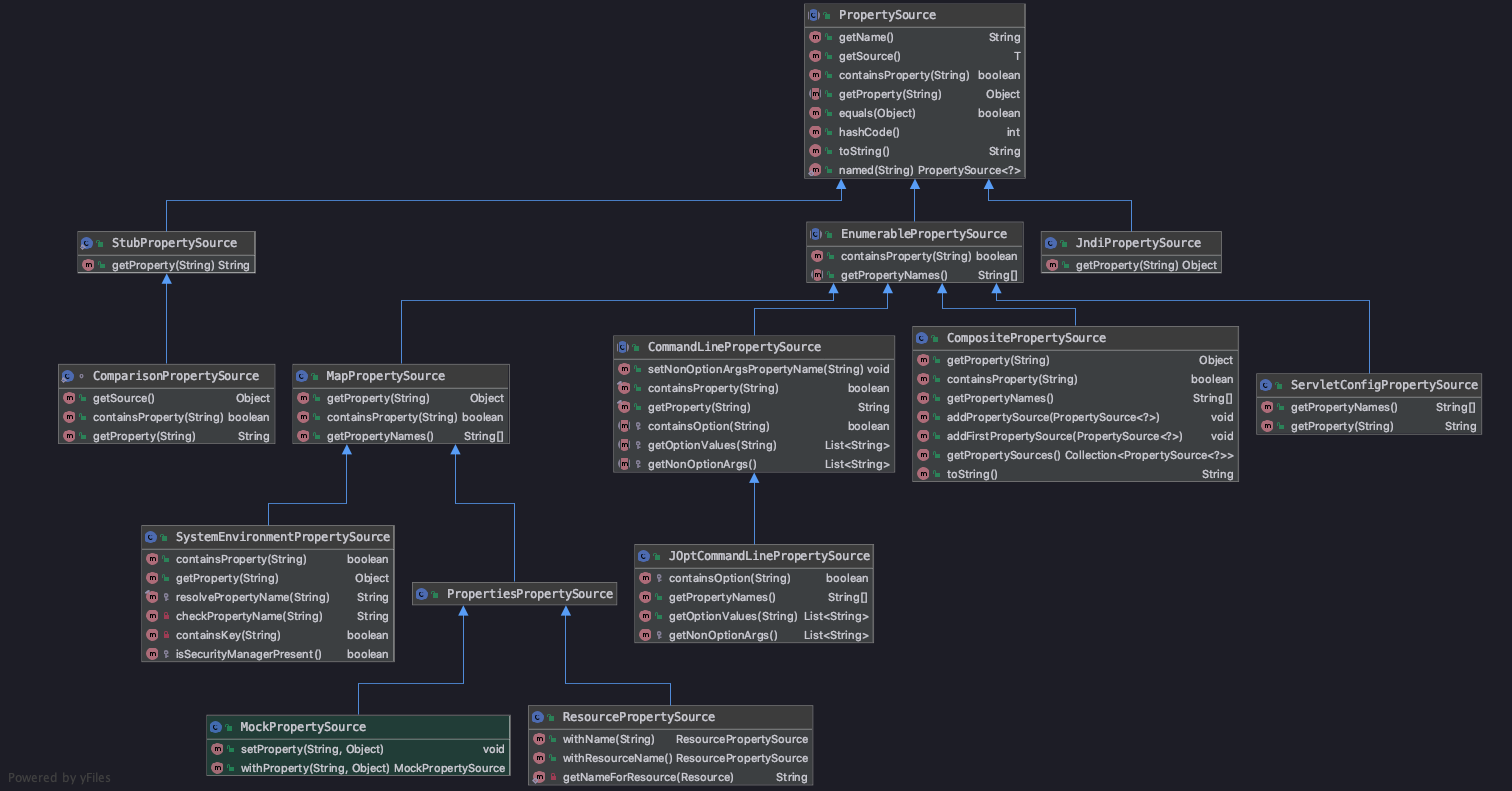 PropertySource
getName() String
getSource() T
containsProperty(String) boolean
getProperty(String) Object
equals(Object) boolean
hashCode() int
toString() String
named(String) PropertySource<?>
StubPropertySource
getProperty(String) String
EnumerablePropertySource
containsProperty(String) boolean
getPropertyNames() String[]
JndiPropertySource
getProperty(String) Object
ComparisonPropertySource
getSource() Object
containsProperty(String) boolean
getProperty(String) String
MapPropertySource
getProperty(String) Object
containsProperty(String) boolean
getPropertyNames() String[]
CommandLinePropertySource
setNonOptionArgsPropertyName(String) void
containsProperty(String) boolean
getProperty(String) String
containsOption(String) boolean
getOptionValues(String) List<String>
getNonOptionArgs() List<String>
CompositePropertySource
getProperty(String) Object
containsProperty(String) boolean
getPropertyNames() String[]
addPropertySource(PropertySource<?>) void
addFirstPropertySource(PropertySource<?>) void
getPropertySources() Collection<PropertySource<?>>
toString() String
ServletConfigPropertySource
getPropertyNames() String[]
getProperty(String) String
SystemEnvironmentPropertySource
containsProperty(String) boolean
getProperty(String) Object
resolvePropertyName(String) String
checkPropertyName(String) String
containsKey(String) boolean
isSecurityManagerPresent() boolean
PropertiesPropertySource
JOptCommandLinePropertySource
containsOption(String) boolean
getPropertyNames() String[]
getOptionValues(String) List<String>
getNonOptionArgs() List<String>
MockPropertySource
setProperty(String, Object) void
withProperty(String, Object) MockPropertySource
ResourcePropertySource
withName(String) ResourcePropertySource
withResourceName() ResourcePropertySource
getNameForResource(Resource) String
Powered by yFiles